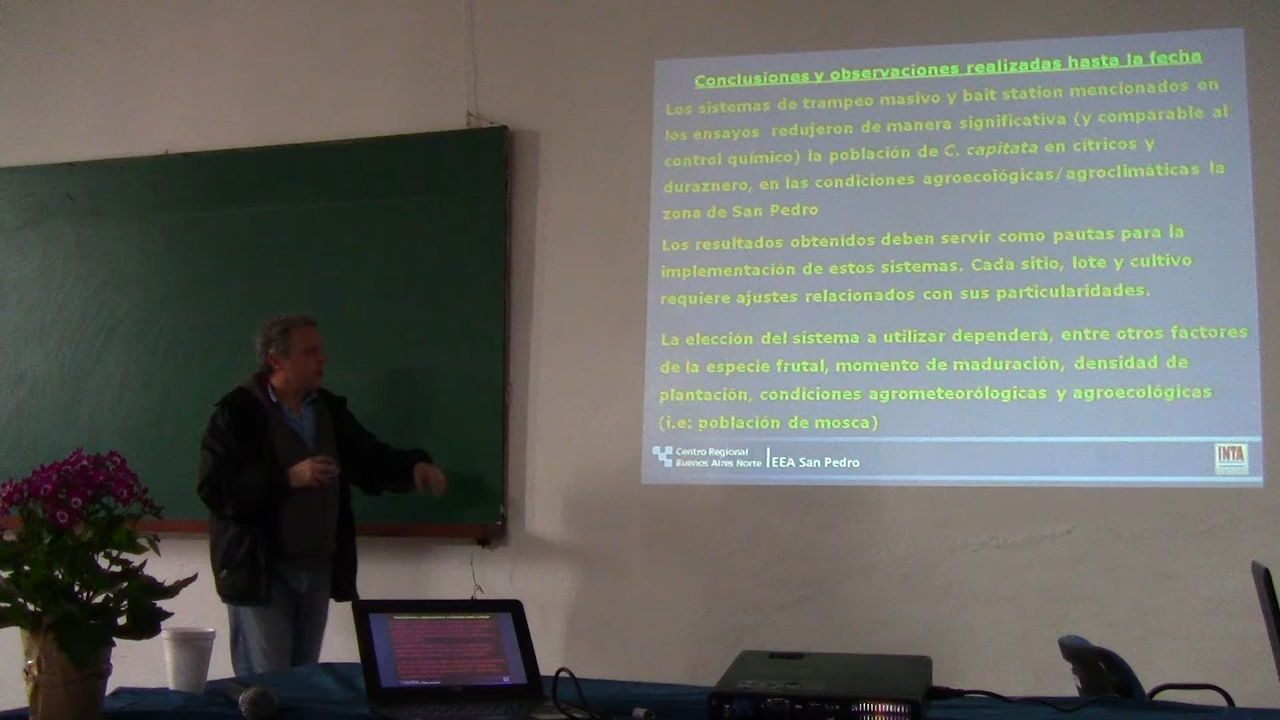 Conclusiones y observaciones realizadas hasta la fecha
Los sistemas de trampeo masivo y bait station mencionados en
los ensayos redujeron de manera significativa (y comparable al
control químico) la población de C. capitata en cítricos y
duraznero, en las condiciones agroecológicas/agroclimáticas la
zona de San Pedro
Los resultados obtenidos deben servir como pautas para la
implementación de estos sistemas. Cada sitio, lote y cultivo
requiere ajustes relacionados con sus particularidades.
La elección del sistema a utilizar dependerá, entre otros factores
de la especie frutal, momento de maduración, densidad de
plantación, condiciones agrometeorólogicas y agroecológicas
(i.e: población de mosca)
Centro Regional
Buenos Aires Norte
EEA San Pedro
INTA